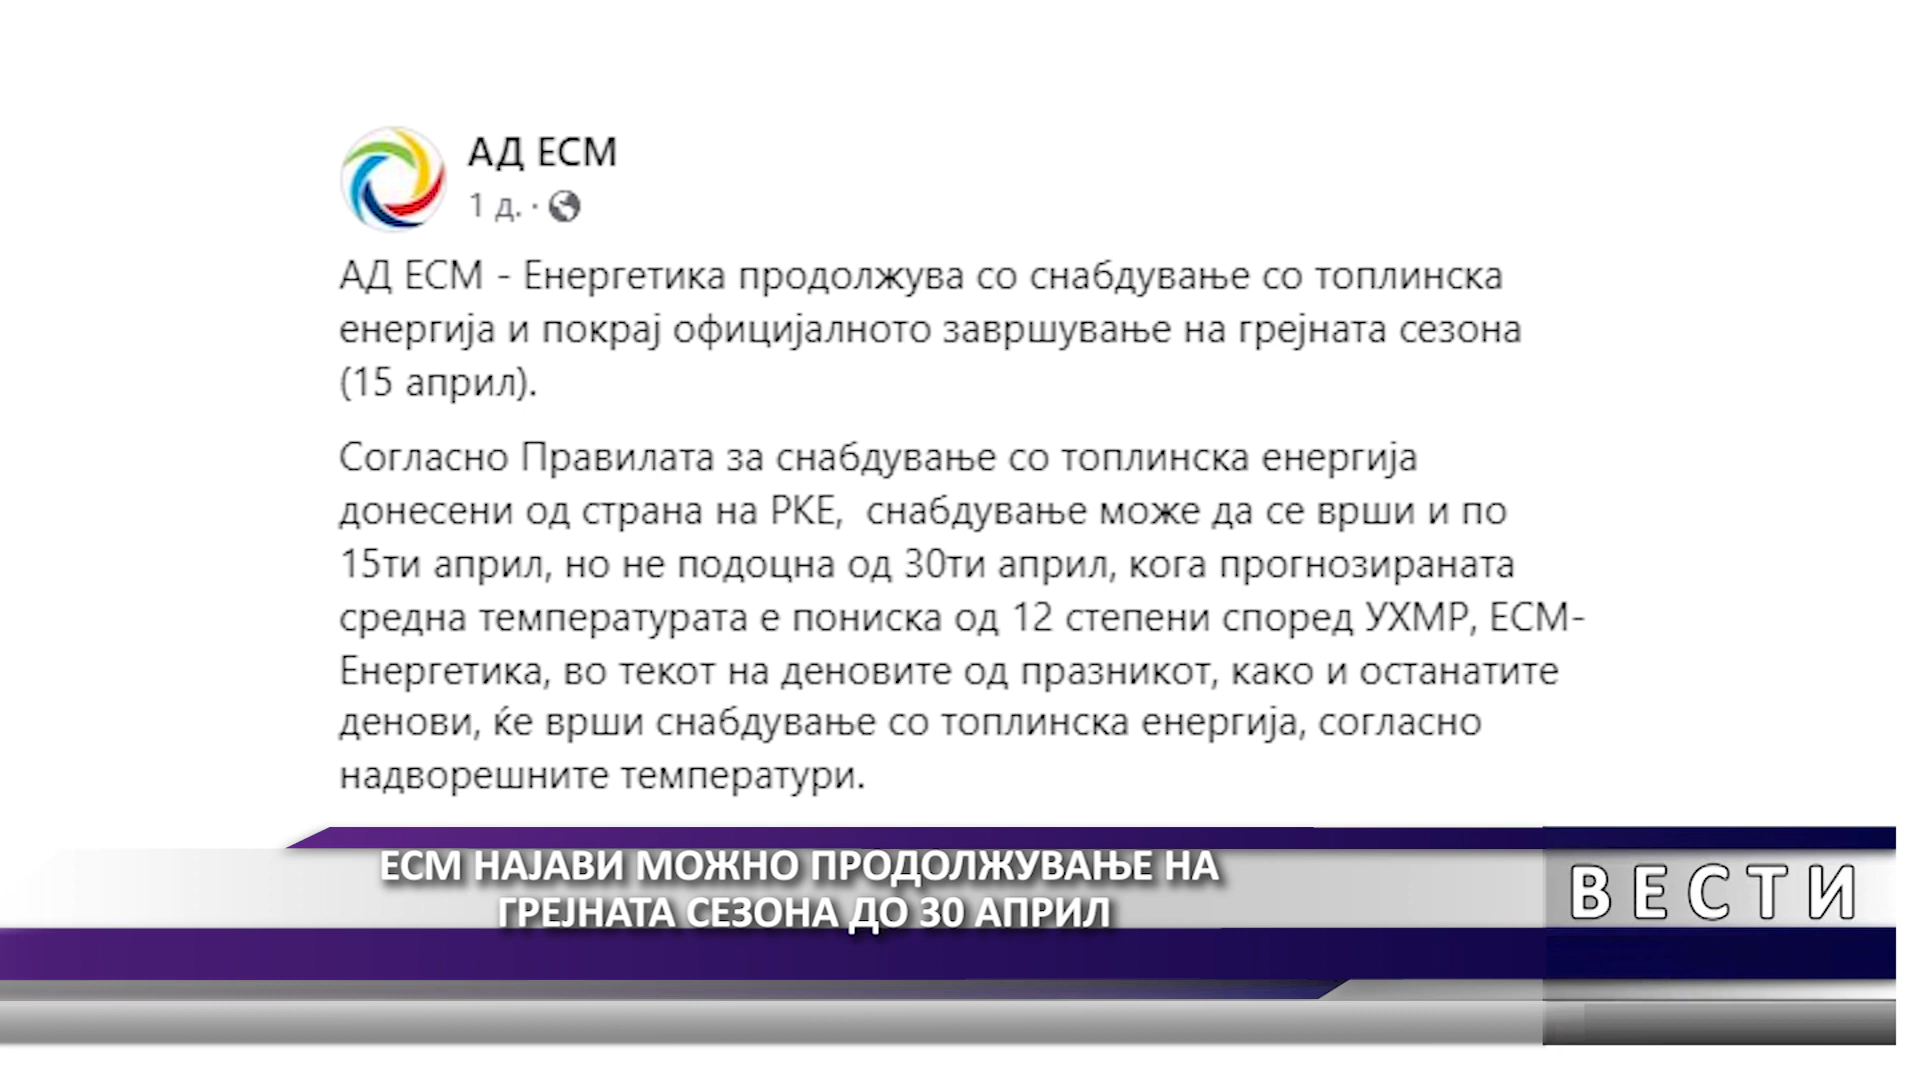 АД ЕСМ
1 д. ·
АД ЕСМ - Енергетика продолжува со снабдување со топлинска
енергија и покрај официјалното завршување на грејната сезона
(15 април).
Согласно Правилата за снабдување со топлинска енергија
донесени од страна на РКЕ,  снабдување може да се врши и по
15ти април, но не подоцна од 30ти април, кога прогнозираната
средна температурата е пониска од 12 степени според УХМР, ЕСМ-
Енергетика, во текот на деновите од празникот, како и останатите
денови, ќе врши снабдување со топлинска енергија, согласно
надворешните температури.
ЕСМ НАЈАВИ МОЖНО ПРОДОЛЖУВАЊЕ НА
ГРЕЈНАТА СЕЗОНА ДО 30 АПРИЛ
ВЕСТИ